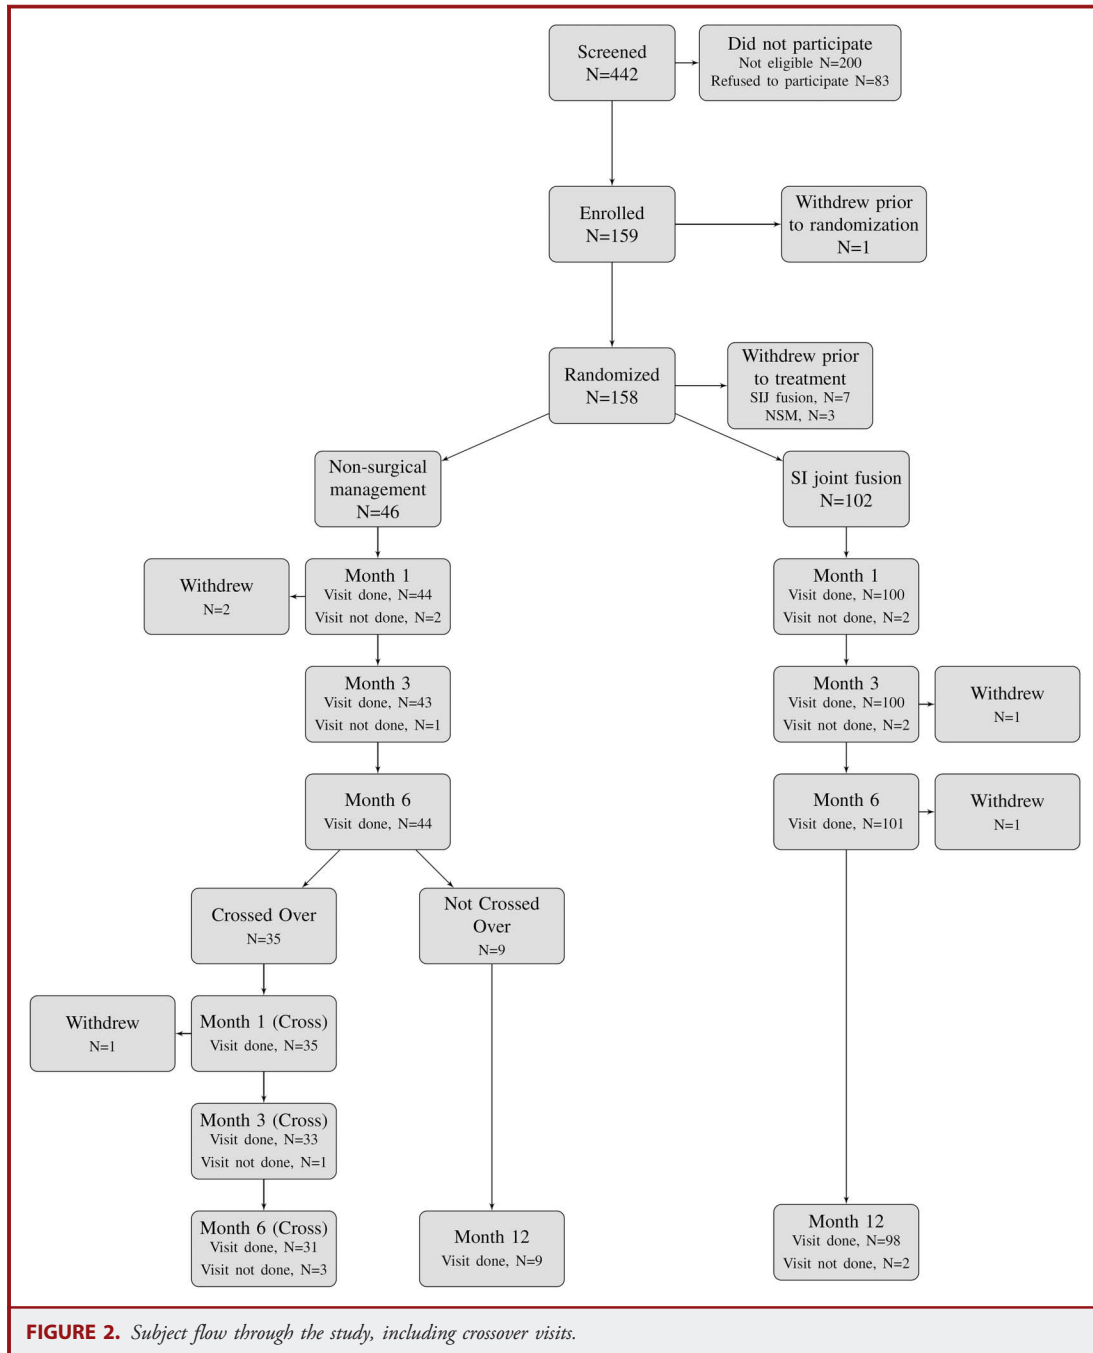 Screened
N=442
Did not participate
Not eligible N=200
Refused to participate N=83
Enrolled
N=159
Withdrew prior
to randomization
N=1
Randomized
N=158
Withdrew prior
to treatment
SIJ fusion, N=7
NSM, N=3
Non-surgical
management
N=46
SI joint fusion
N=102
Withdrew
N=2
Month 1
Visit done, N=44
Visit not done, N=2
Month 1
Visit done, N=100
Visit not done, N=2
Month 3
Visit done, N=43
Visit not done, N=1
Month 3
Visit done, N=100
Visit not done, N=2
Withdrew
N=1
Month 6
Visit done, N=44
Month 6
Visit done, N=101
Withdrew
N=1
Crossed Over
N=35
Not Crossed
Over
N=9
Withdrew
N=1
Month 1 (Cross)
Visit done, N=35
Month 3 (Cross)
Visit done, N=33
Visit not done, N=1
Month 6 (Cross)
Visit done, N=31
Visit not done, N=3
Month 12
Visit done, N=9
Month 12
Visit done, N=98
Visit not done, N=2
FIGURE 2. Subject flow through the study, including crossover visits.